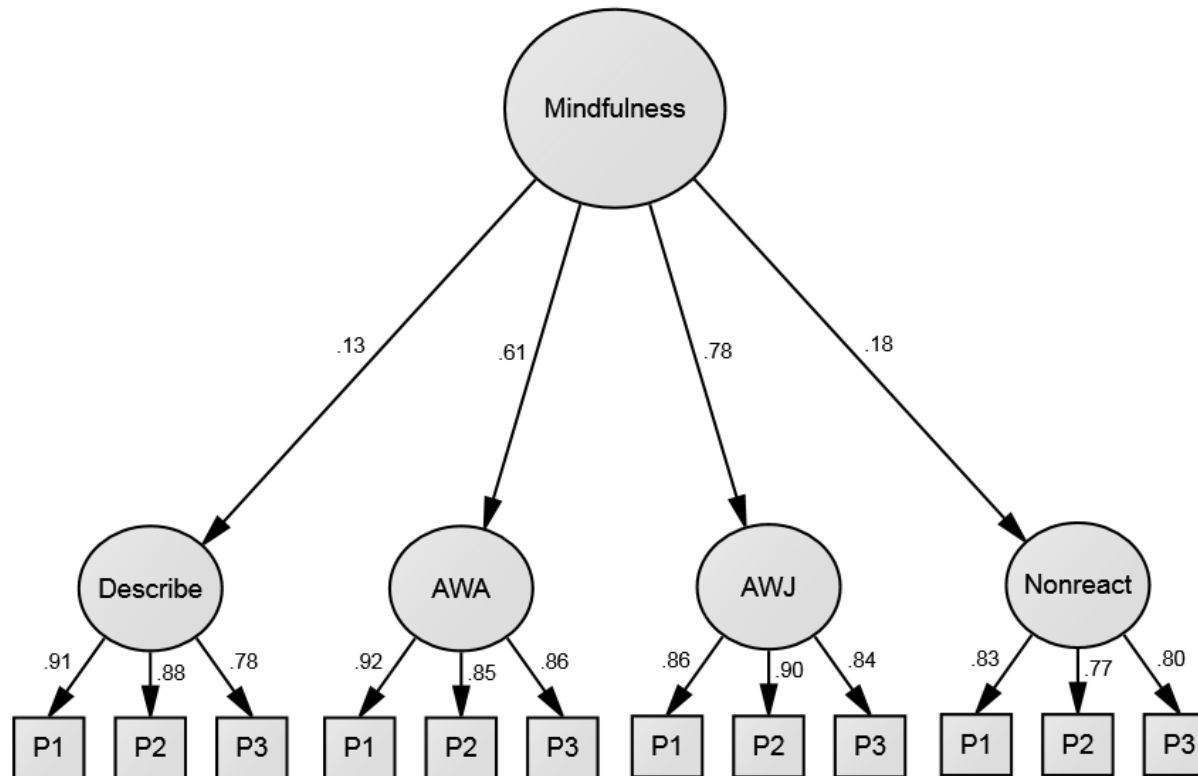 Mindfulness
.13
.61
.78
.18
Describe
AWA
AWJ
Nonreact
.91
.88
.78
.92
.85
.86
.86
.90
.84
.83
.77
.80
P1
P2
P3
P1
P2
P3
P1
P2
P3
P1
P2
P3